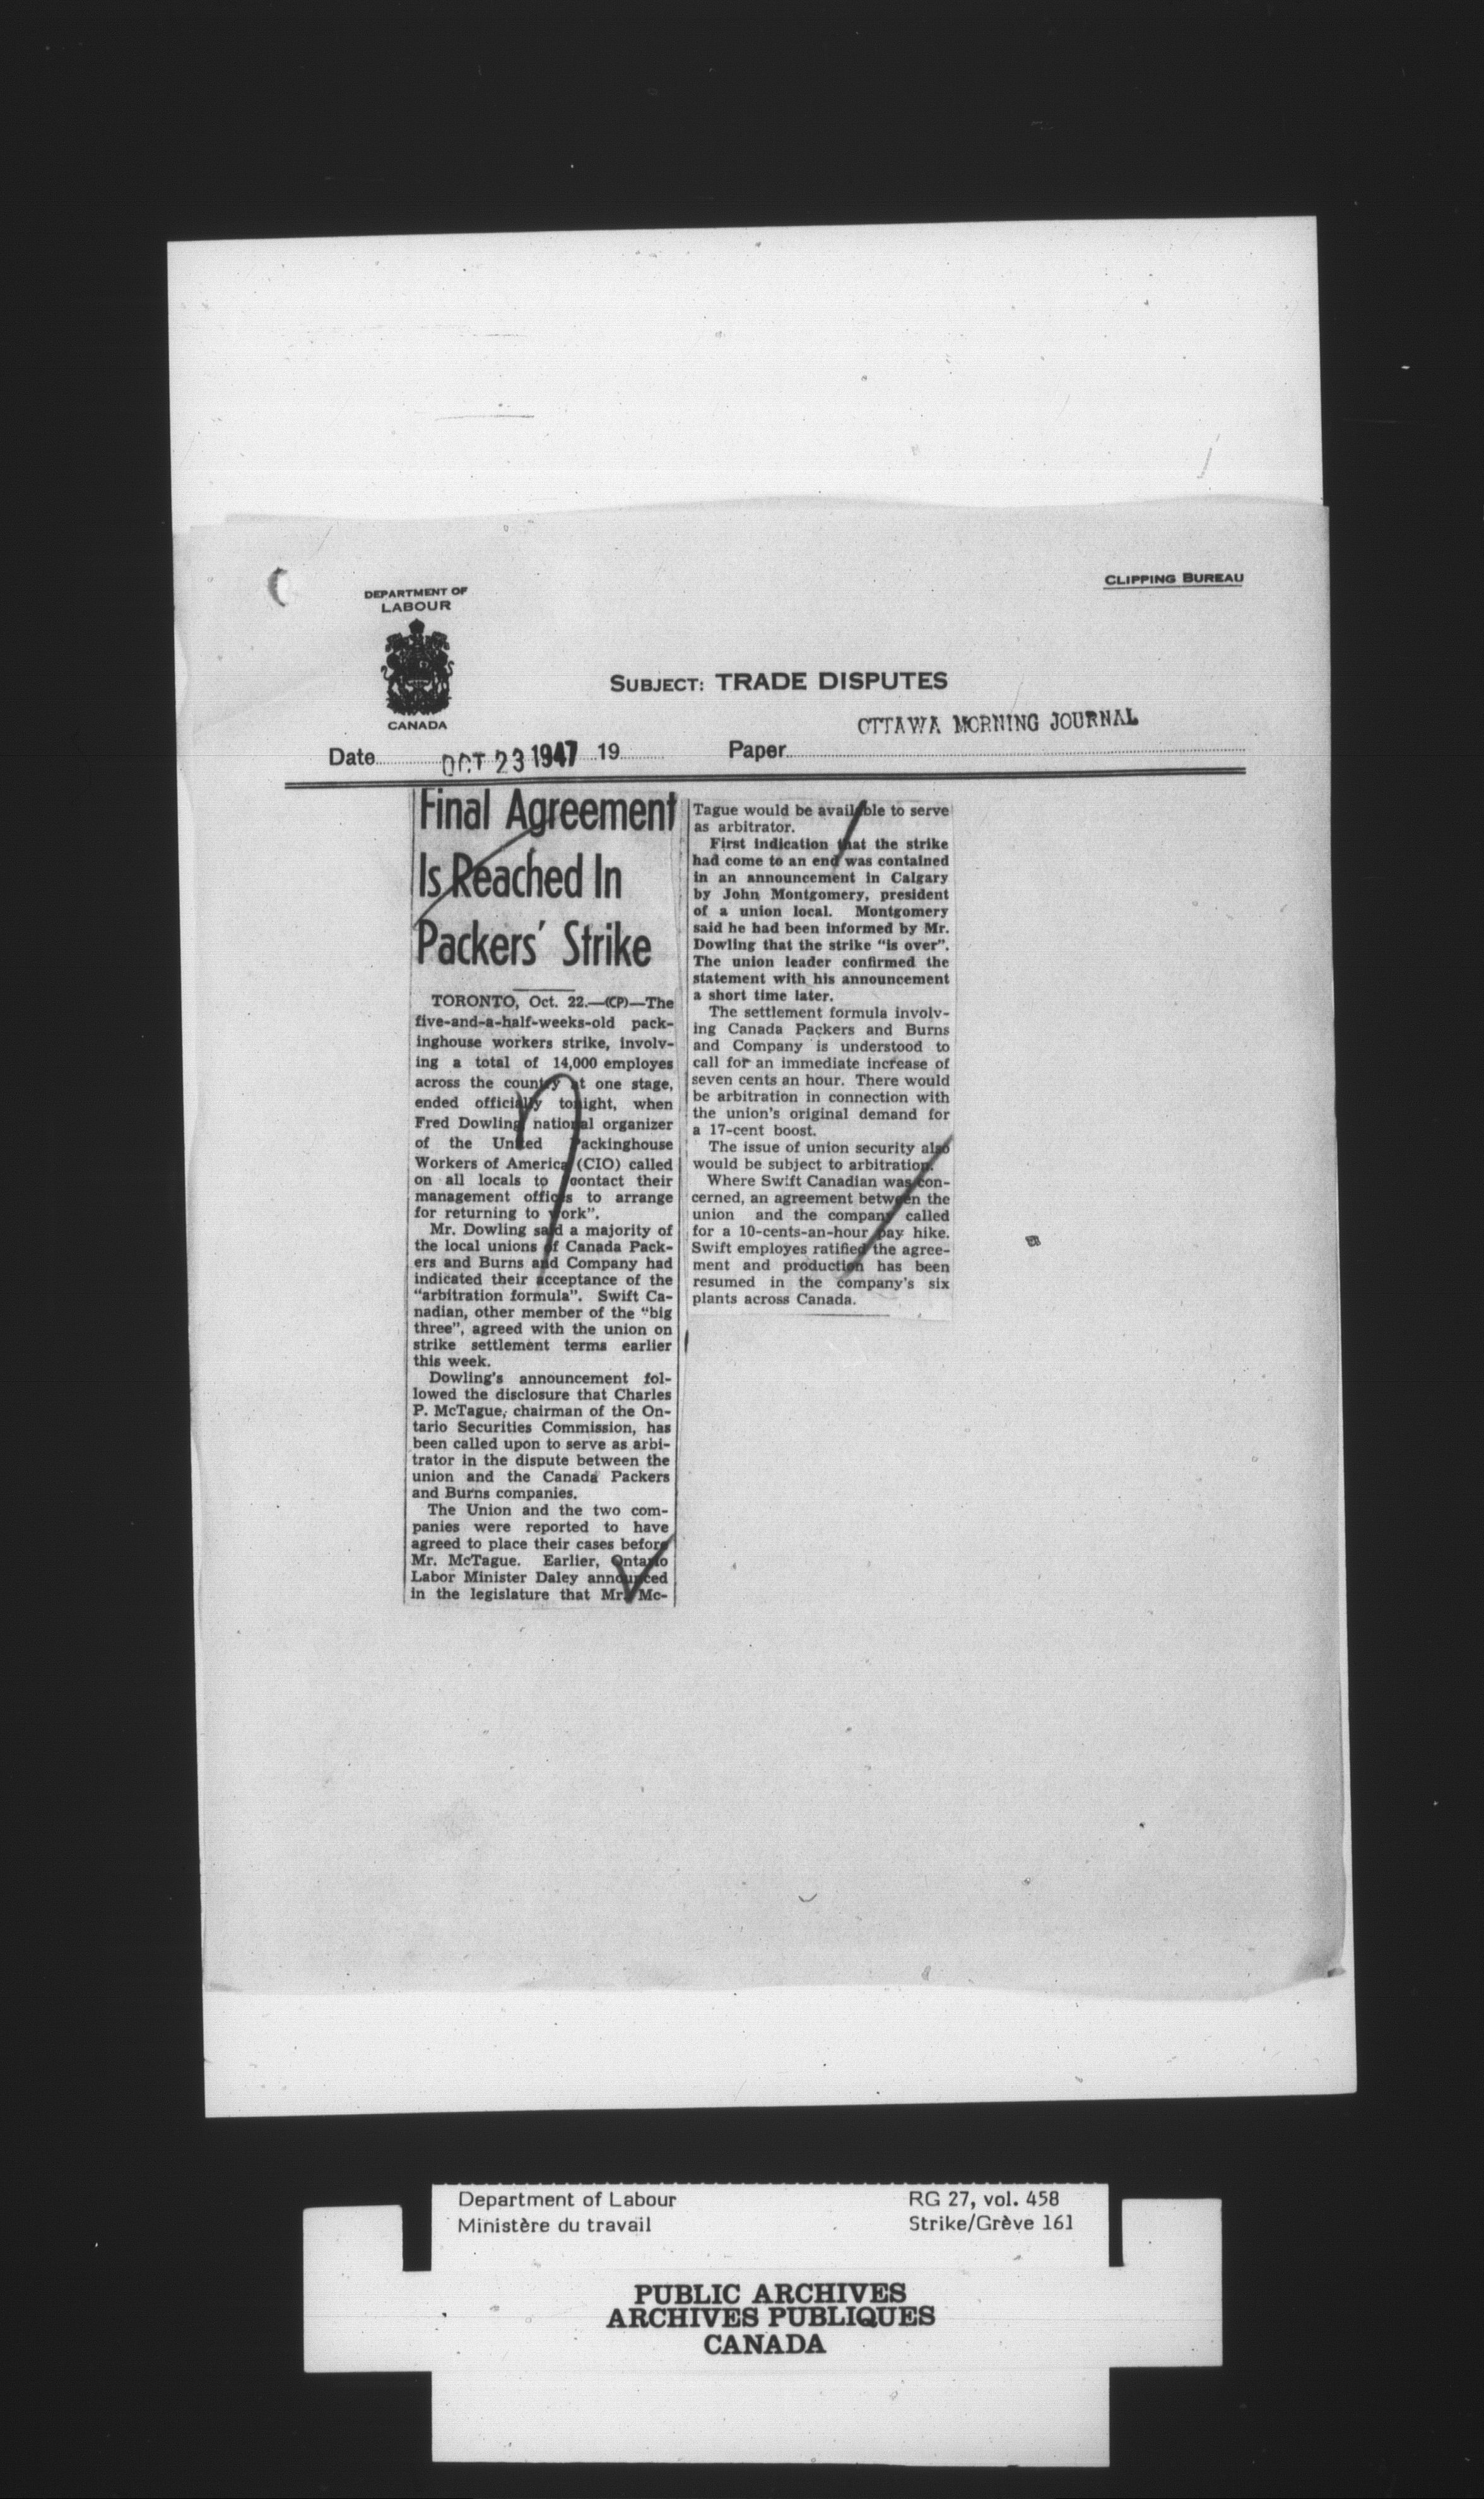 CLIPPING BUREAU
DEPARTMENT OF
LABOUR
CANADA
SUBJECT: TRADE DISPUTES
OTTAWA MORNING JOURNAL
Date OCT 23 1947 19 Paper
Final Agreement
Is Reached In
Packers' Strike
TORONTO, Oct. 22.—(CP)—The
five-and-a-half-weeks-old pack-
inghouse workers strike, involv-
ing a total of 14,000 employes
across the country at one stage,
ended officially tonight, when
Fred Dowling national organizer
of the United Packinghouse
Workers of America (CIO) called
on all locals to "contact their
management offices to arrange
for returning to work".
Mr. Dowling said a majority of
the local unions of Canada Pack-
ers and Burns and Company had
indicated their acceptance of the
"arbitration formula". Swift Ca-
nadian, other member of the "big
three", agreed with the union on
strike settlement terms earlier
this week.
Dowling's announcement fol-
lowed the disclosure that Charles
P. McTague, chairman of the On-
tario Securities Commission, has
been called upon to serve as arbi-
trator in the dispute between the
union and the Canada Packers
and Burns companies.
The Union and the two com-
panies were reported to have
agreed to place their cases before
Mr. McTague. Earlier, Ontario
Labor Minister Daley announced
in the legislature that Mr. Mc-
Tague would be available to serve
as arbitrator.
First indication that the strike
had come to an end was contained
in an announcement in Calgary
by John Montgomery, president
of a union local. Montgomery
said he had been informed by Mr.
Dowling that the strike "is over".
The union leader confirmed the
statement with his announcement
a short time later.
The settlement formula involv-
ing Canada Packers and Burns
and Company is understood to
call for an immediate increase of
seven cents an hour. There would
be arbitration in connection with
the union's original demand for
a 17-cent boost.
The issue of union security also
would be subject to arbitration.
Where Swift Canadian was con-
cerned, an agreement between the
union and the company called
for a 10-cents-an-hour pay hike.
Swift employes ratified the agree-
ment and production has been
resumed in the company's six
plants across Canada.
Department of Labour
Ministère du travail
RG 27, vol. 458
Strike/Grève 161
PUBLIC ARCHIVES
ARCHIVES PUBLIQUES
CANADA